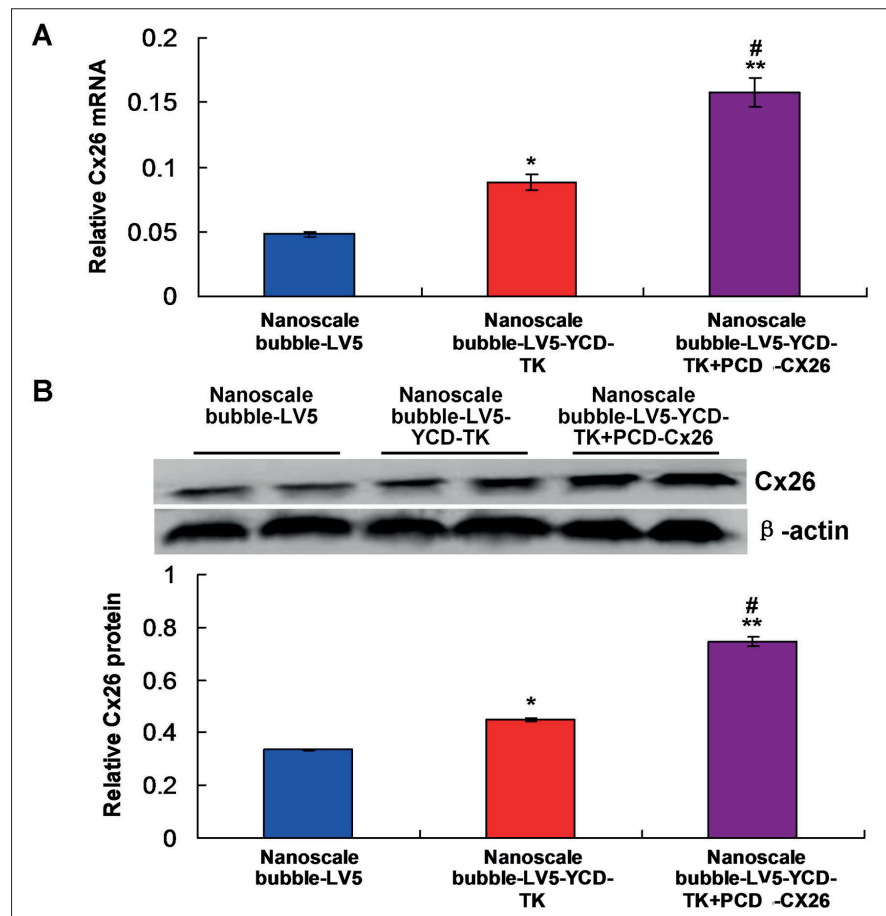 A
Relative Cx26 mRNA
0.2
0.15
0.1
0.05
0
*
#
**
Nanoscale
bubble-LV5
Nanoscale
bubble-LV5-YCD-
TK
Nanoscale
bubble-LV5-YCD-
TK+PCD -CX26
B
Nanoscale
bubble-LV5
Nanoscale
bubble-LV5-
YCD-TK
Nanoscale
bubble-LV5-YCD-
TK+PCD-Cx26
Cx26
β-actin
Relative Cx26 protein
1
0.8
0.6
0.4
0.2
0
*
#
**
Nanoscale
bubble-LV5
Nanoscale
bubble-LV5-YCD-
TK
Nanoscale
bubble-LV5-YCD-
TK+PCD -CX26